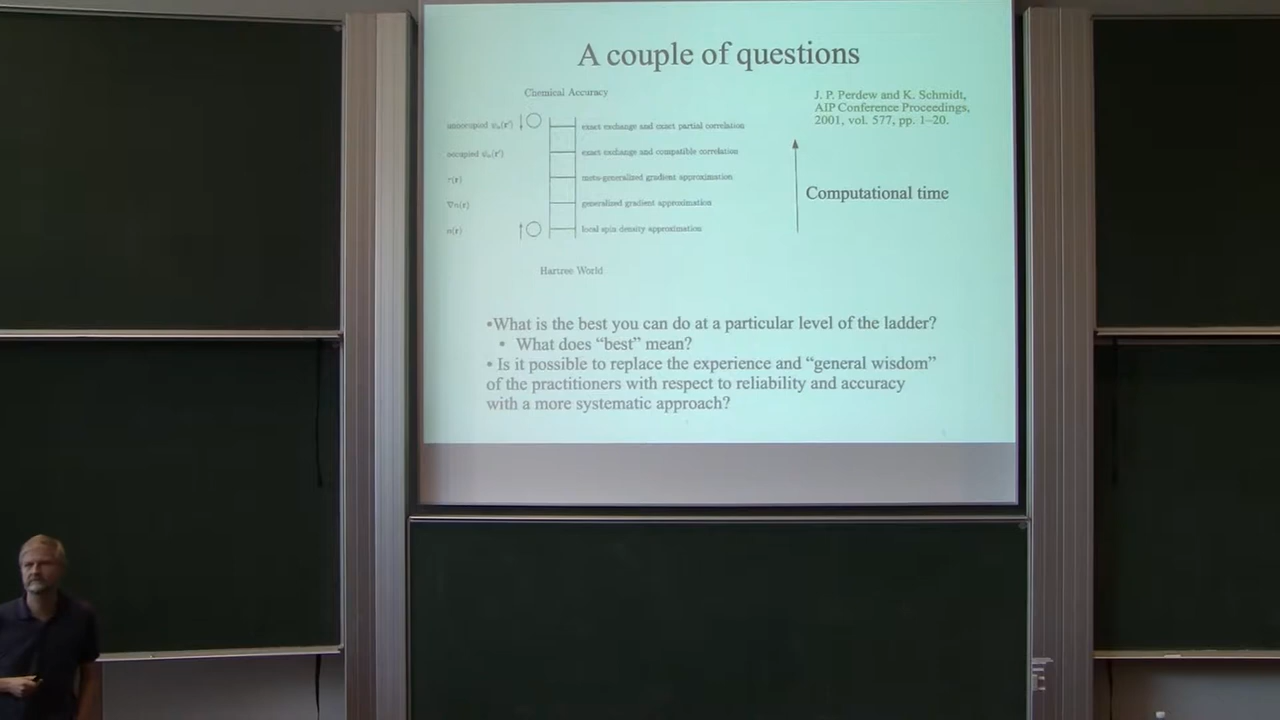 A couple of questions
Chemical Accuracy
J. P. Perdew and K. Schmidt,
AIP Conference Proceedings,
2001, vol. 577, pp. 1–20.
unoccupied ψₐ(r') exact exchange and exact partial correlation
occupied ψₐ(r') exact exchange and compatible correlation
τ(r) meta-generalized gradient approximation
∇n(r) generalized gradient approximation
n(r) local spin density approximation
Computational time
Hartree World
•What is the best you can do at a particular level of the ladder?
• What does “best” mean?
• Is it possible to replace the experience and “general wisdom”
of the practitioners with respect to reliability and accuracy
with a more systematic approach?